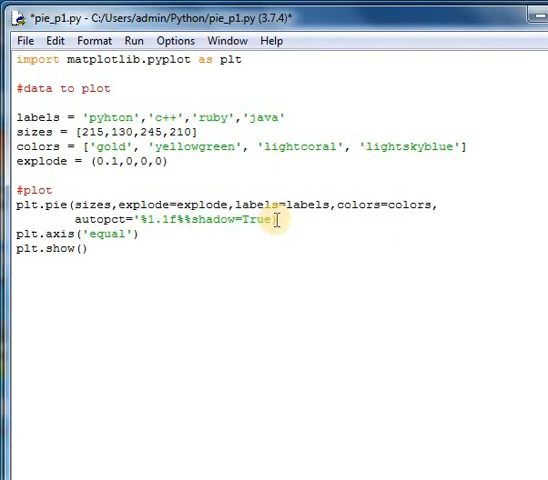 *pie_p1.py - C:/Users/admin/Python/pie_p1.py (3.7.4)*
File Edit Format Run Options Window Help
import matplotlib.pyplot as plt
#data to plot
labels = 'pyhton','c++','ruby','java'
sizes = [215,130,245,210]
colors = ['gold', 'yellowgreen', 'lightcoral', 'lightskyblue']
explode = (0.1,0,0,0)
#plot
plt.pie(sizes,explode=explode,labels=labels,colors=colors,
autopct='%1.1f%%shadow=True)
plt.axis('equal')
plt.show()